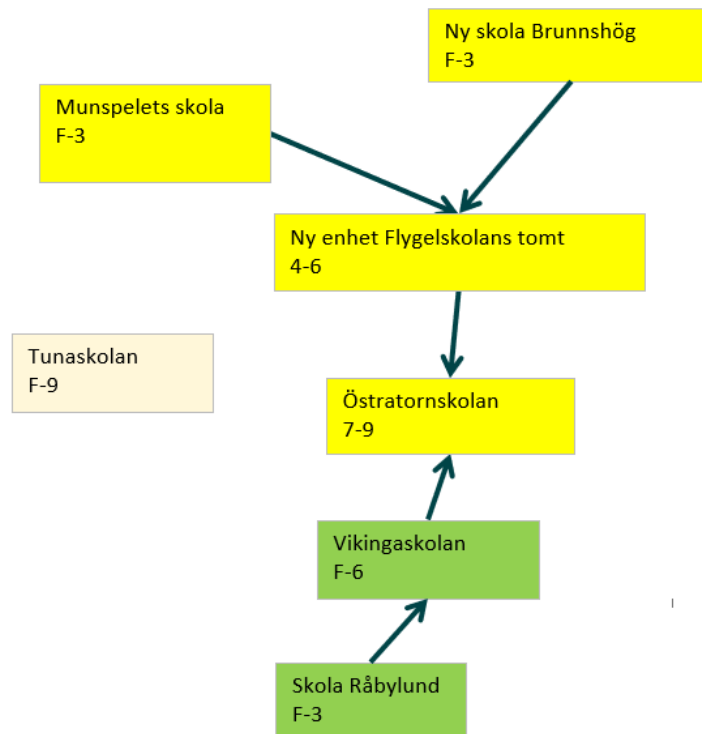 Ny skola Brunnshög
F-3
Munspelets skola
F-3
Ny enhet Flygelskolans tomt
4-6
Tunaskolan
F-9
Östratornskolan
7-9
Vikingaskolan
F-6
Skola Råbylund
F-3